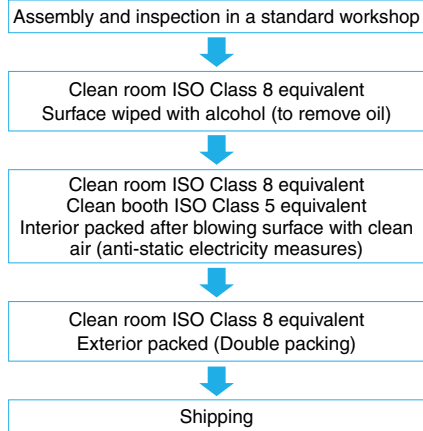 Assembly and inspection in a standard workshop
Clean room ISO Class 8 equivalent
Surface wiped with alcohol (to remove oil)
Clean room ISO Class 8 equivalent
Clean booth ISO Class 5 equivalent
Interior packed after blowing surface with clean
air (anti-static electricity measures)
Clean room ISO Class 8 equivalent
Exterior packed (Double packing)
Shipping